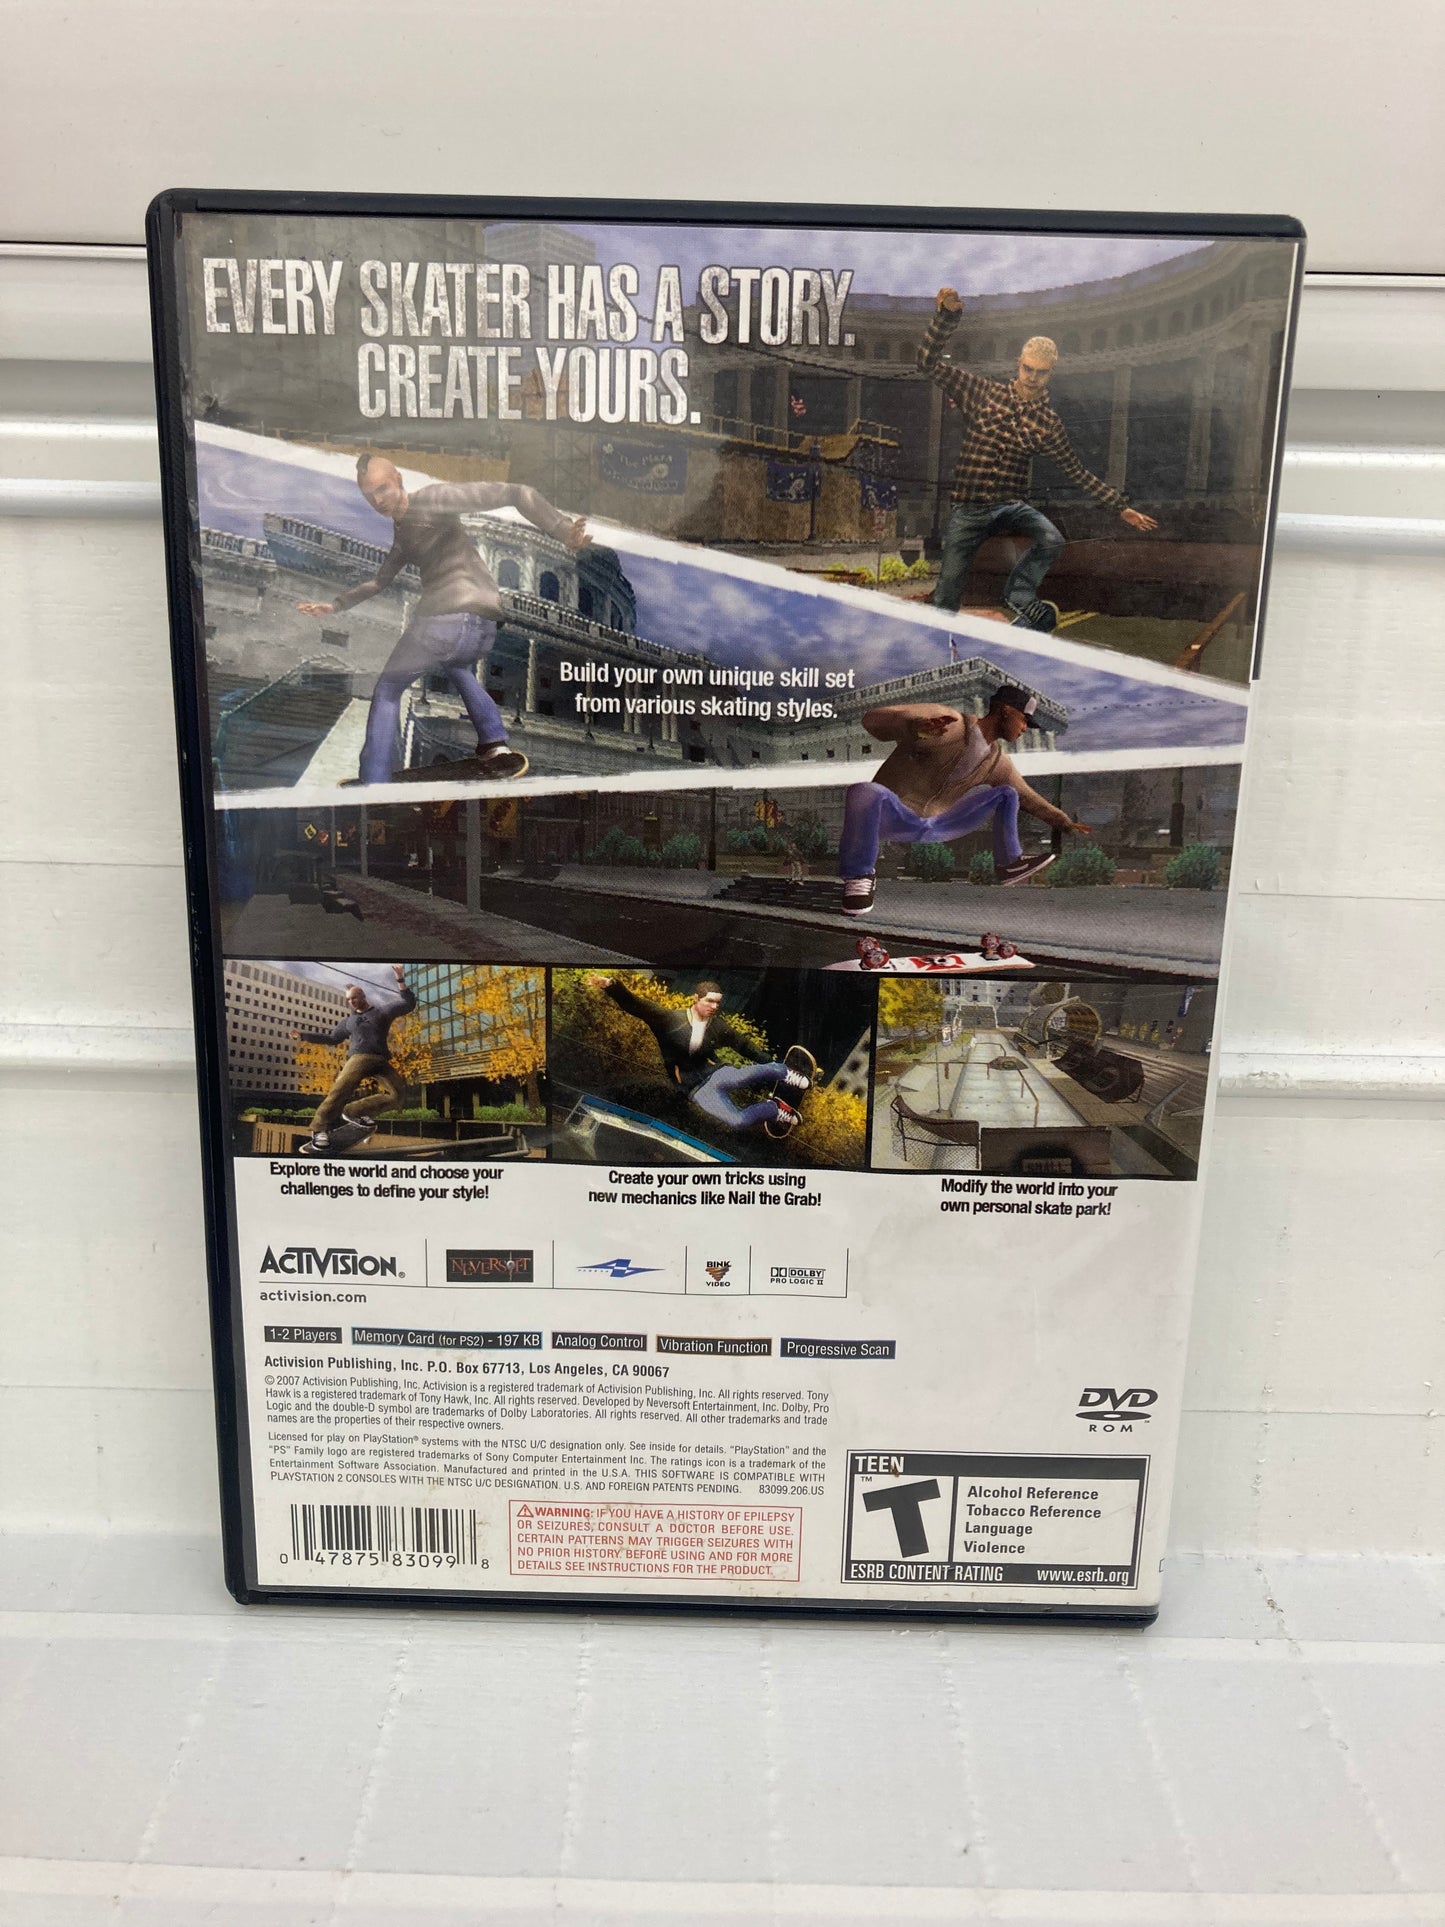 EVERY SKATER HAS A STORY.
CREATE YOURS.
Build your own unique skill set
from various skating styles.
Explore the world and choose your
challenges to define your style!
Create your own tricks using
new mechanics like Nail the Grab!
Modify the world into your
own personal skate park!
ACTIVISION®
activision.com
NEVERSOFT
BINK
VIDEO
DOLBY
PRO LOGIC II
1-2 Players
Memory Card (for PS2) - 197 KB
Analog Control
Vibration Function
Progressive Scan
Activision Publishing, Inc. P.O. Box 67713, Los Angeles, CA 90067
© 2007 Activision Publishing, Inc. Activision is a registered trademark of Activision Publishing, Inc. All rights reserved. Tony
Hawk is a registered trademark of Tony Hawk, Inc. All rights reserved. Developed by Neversoft Entertainment, Inc. Dolby, Pro
Logic and the double-D symbol are trademarks of Dolby Laboratories. All rights reserved. All other trademarks and trade
names are the properties of their respective owners.
Licensed for play on PlayStation® systems with the NTSC U/C designation only. See inside for details. "PlayStation" and the
"PS" Family logo are registered trademarks of Sony Computer Entertainment Inc. The ratings icon is a trademark of the
Entertainment Software Association. Manufactured and printed in the U.S.A. THIS SOFTWARE IS COMPATIBLE WITH
PLAYSTATION 2 CONSOLES WITH THE NTSC U/C DESIGNATION. U.S. AND FOREIGN PATENTS PENDING. 83099.206.US
0 47875 83099 8
WARNING: IF YOU HAVE A HISTORY OF EPILEPSY
OR SEIZURES, CONSULT A DOCTOR BEFORE USE.
CERTAIN PATTERNS MAY TRIGGER SEIZURES WITH
NO PRIOR HISTORY. BEFORE USING AND FOR MORE
DETAILS SEE INSTRUCTIONS FOR THE PRODUCT.
DVD
ROM
TEEN
T
TM
Alcohol Reference
Tobacco Reference
Language
Violence
ESRB CONTENT RATING www.esrb.org